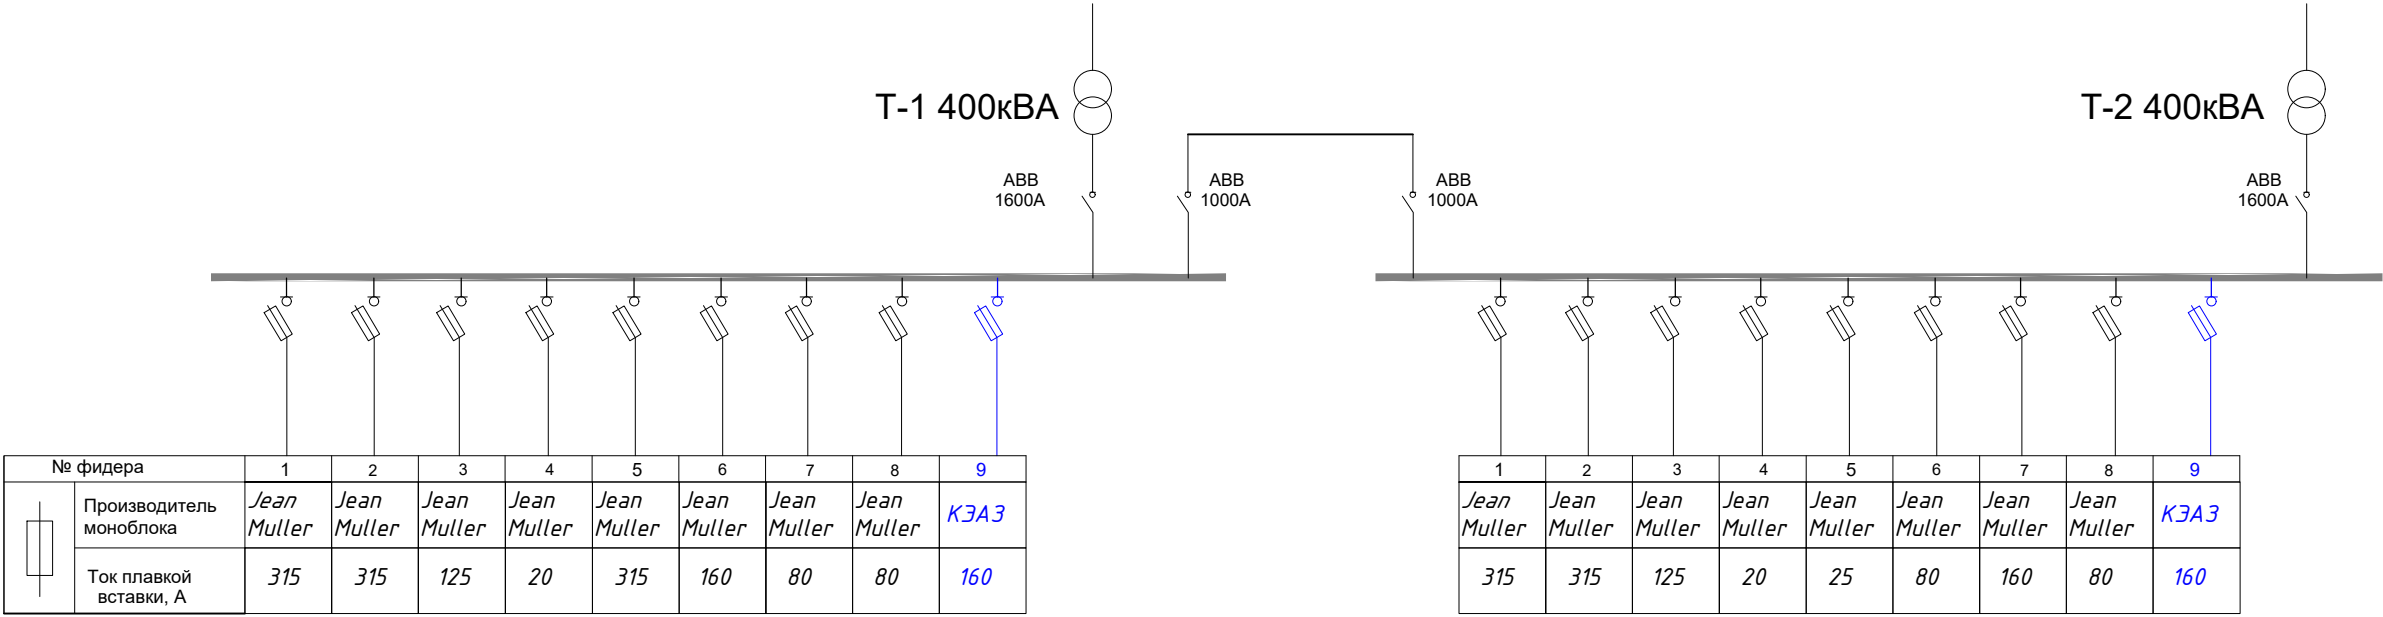 Т-1 400кВА
Т-2 400кВА
ABB
1600A
ABB
1000A
ABB
1000A
ABB
1600A
№ фидера 1 2 3 4 5 6 7 8 9
Производитель
моноблока
Jean Jean Jean Jean Jean Jean Jean Jean
Muller Muller Muller Muller Muller Muller Muller Muller
КЭАЗ
Ток плавкой
вставки, А
315 315 125 20 315 160 80 80 160
1 2 3 4 5 6 7 8 9
Jean Jean Jean Jean Jean Jean Jean Jean
Muller Muller Muller Muller Muller Muller Muller Muller
КЭАЗ
315 315 125 20 25 80 160 80 160